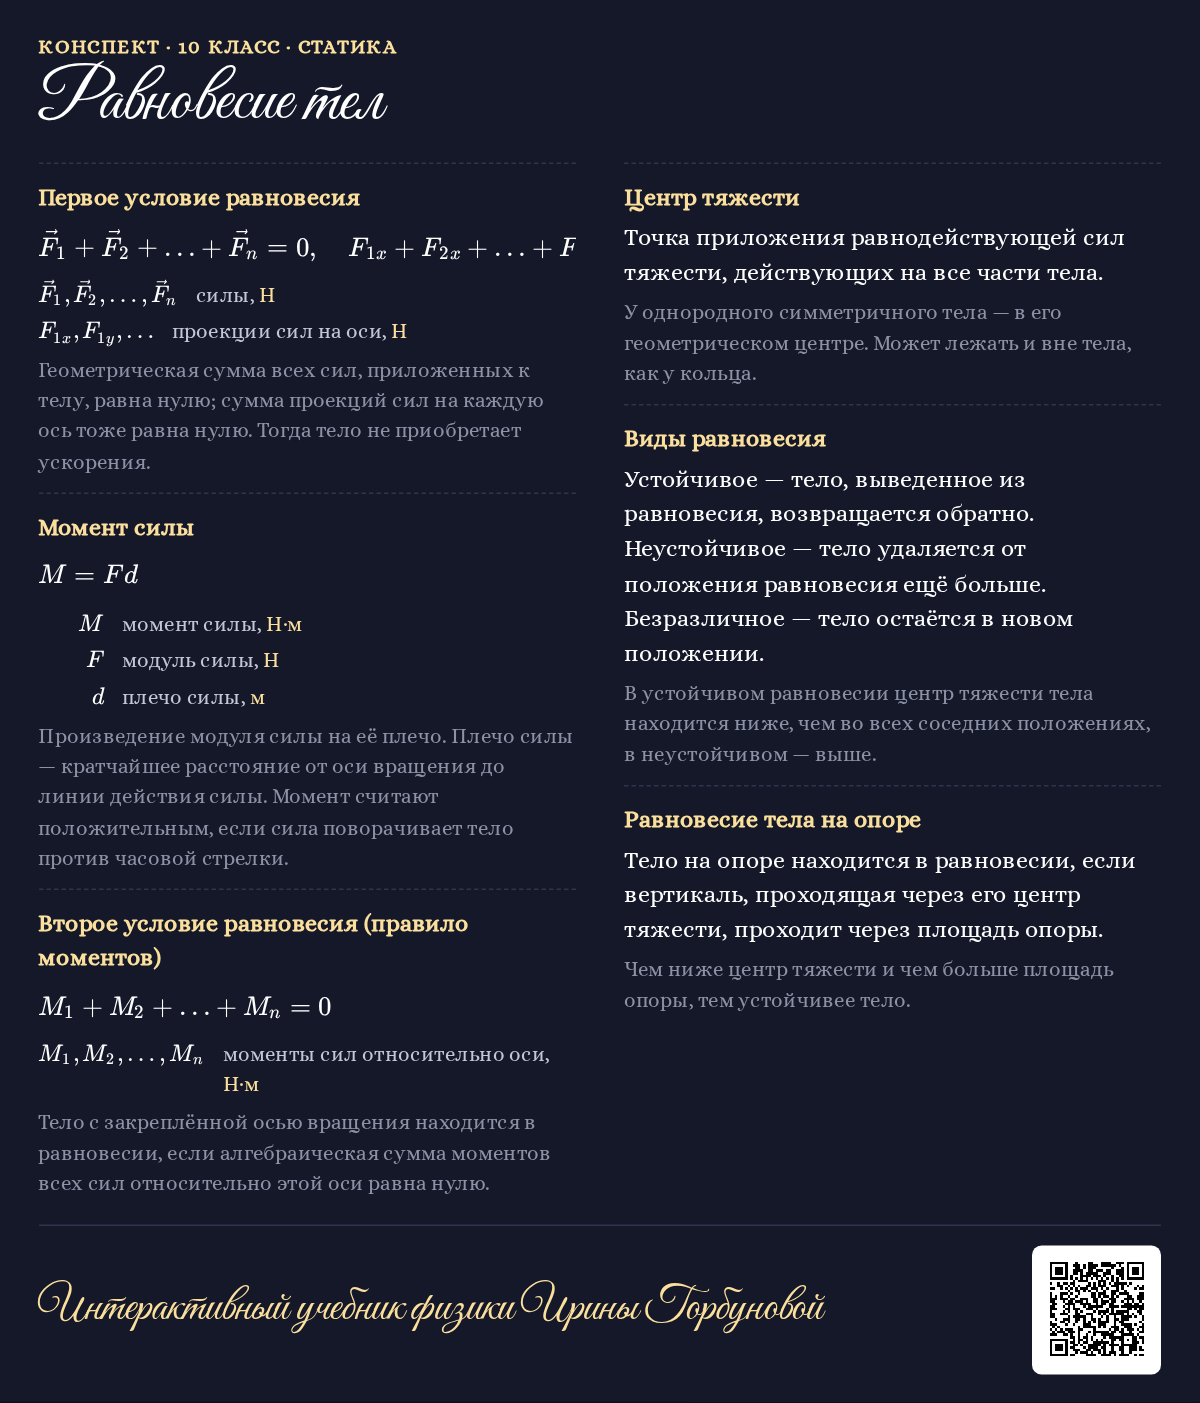 КОНСПЕКТ · 10 КЛАСС · СТАТИКА
Равновесие тел
Первое условие равновесия
F⃗₁ + F⃗₂ + … + F⃗ₙ = 0, F₁ₓ + F₂ₓ + … + F
F⃗₁, F⃗₂, …, F⃗ₙ силы, Н
F₁ₓ, F₁ᵧ, … проекции сил на оси, Н
Геометрическая сумма всех сил, приложенных к
телу, равна нулю; сумма проекций сил на каждую
ось тоже равна нулю. Тогда тело не приобретает
ускорения.
Момент силы
M = Fd
M момент силы, Н·м
F модуль силы, Н
d плечо силы, м
Произведение модуля силы на её плечо. Плечо силы
— кратчайшее расстояние от оси вращения до
линии действия силы. Момент считают
положительным, если сила поворачивает тело
против часовой стрелки.
Второе условие равновесия (правило
моментов)
M₁ + M₂ + … + Mₙ = 0
M₁, M₂, …, Mₙ моменты сил относительно оси,
Н·м
Тело с закреплённой осью вращения находится в
равновесии, если алгебраическая сумма моментов
всех сил относительно этой оси равна нулю.
Центр тяжести
Точка приложения равнодействующей сил
тяжести, действующих на все части тела.
У однородного симметричного тела — в его
геометрическом центре. Может лежать и вне тела,
как у кольца.
Виды равновесия
Устойчивое — тело, выведенное из
равновесия, возвращается обратно.
Неустойчивое — тело удаляется от
положения равновесия ещё больше.
Безразличное — тело остаётся в новом
положении.
В устойчивом равновесии центр тяжести тела
находится ниже, чем во всех соседних положениях,
в неустойчивом — выше.
Равновесие тела на опоре
Тело на опоре находится в равновесии, если
вертикаль, проходящая через его центр
тяжести, проходит через площадь опоры.
Чем ниже центр тяжести и чем больше площадь
опоры, тем устойчивее тело.
Интерактивный учебник физики Ирины Горбуновой